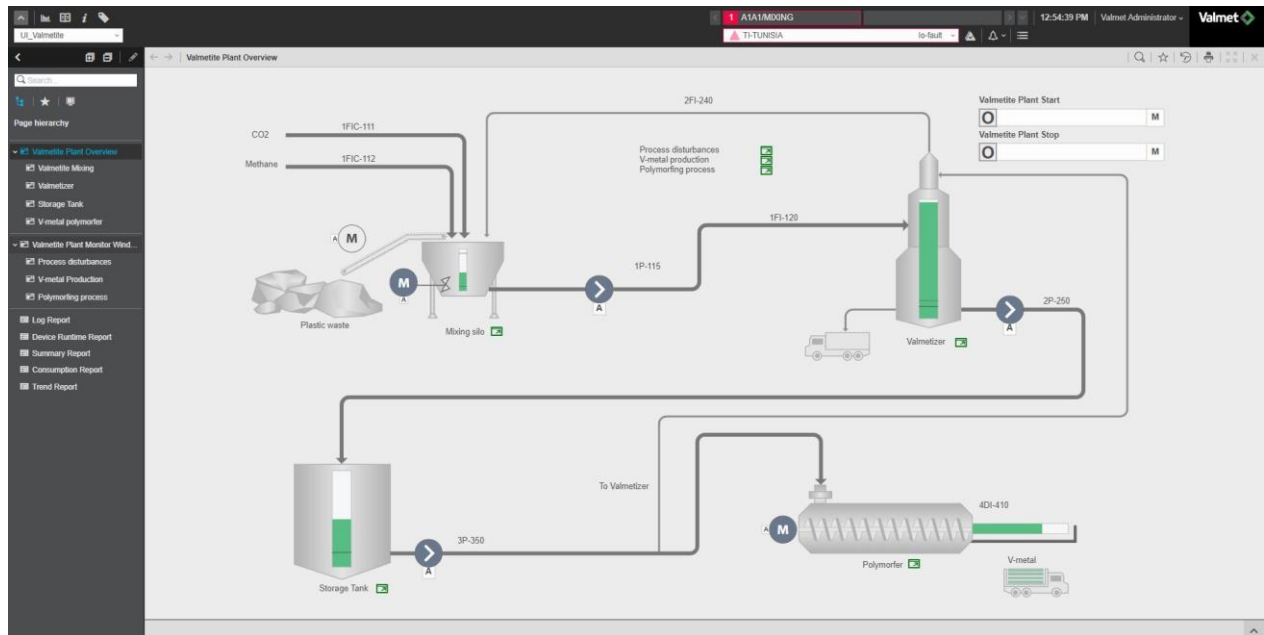 1 A1A1/MIXING
12:54:39 PM Valmet Administrator
Valmet
UI_Valmetite
TI-TUNISIA Io-fault
Valmetite Plant Overview
Search...
Page hierarchy
Valmetite Plant Overview
Valmetite Mixing
Valmetizer
Storage Tank
V-metal polymorfer
Valmetite Plant Monitor Wind...
Process disturbances
V-metal Production
Polymorfing process
Log Report
Device Runtime Report
Summary Report
Consumption Report
Trend Report
2FI-240
Valmetite Plant Start
O M
Valmetite Plant Stop
O M
CO2 1FIC-111
Methane 1FIC-112
Process disturbances
V-metal production
Polymorfing process
1FI-120
A M
1P-115
M
A
A
Plastic waste
Mixing silo
2P-250
A
Valmetizer
To Valmetizer
4DI-410
A M
3P-350
A
Polymorfer
V-metal
Storage Tank